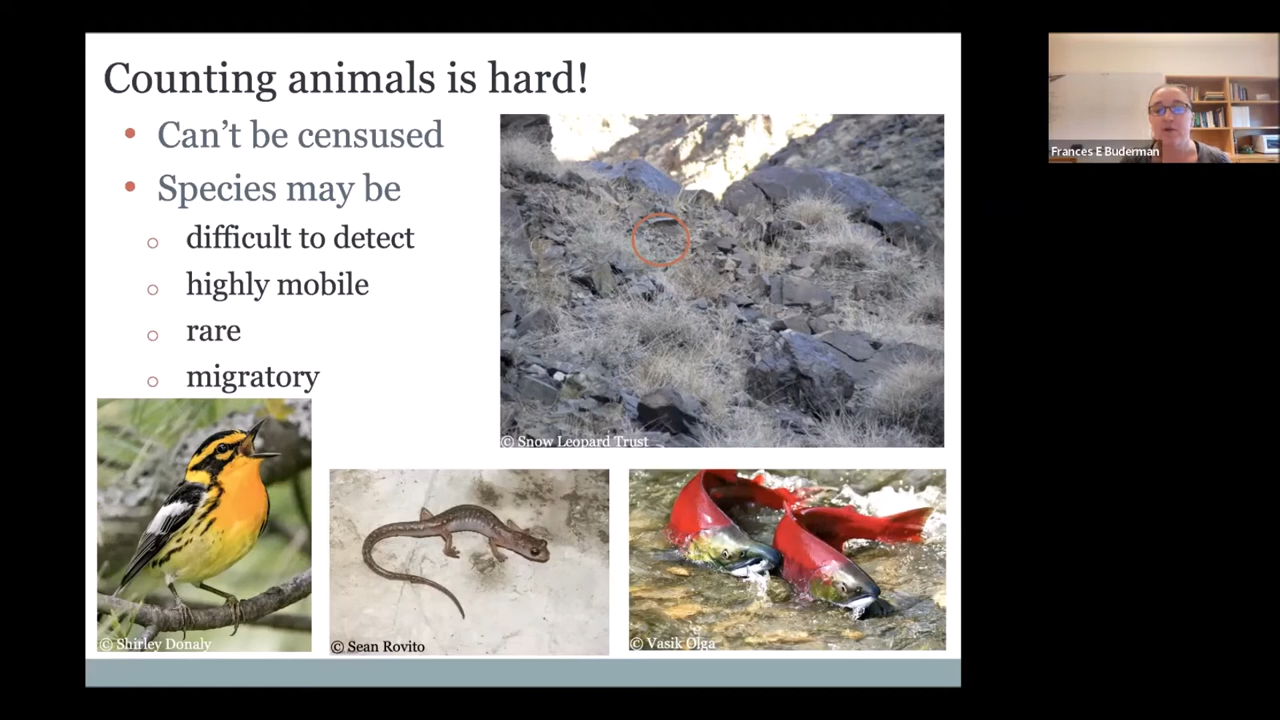 Counting animals is hard!
Can't be censused
Species may be
difficult to detect
highly mobile
rare
migratory
© Snow Leopard Trust
© Shirley Donaly
© Sean Rovito
© Vasik Olga
Frances E Buderman